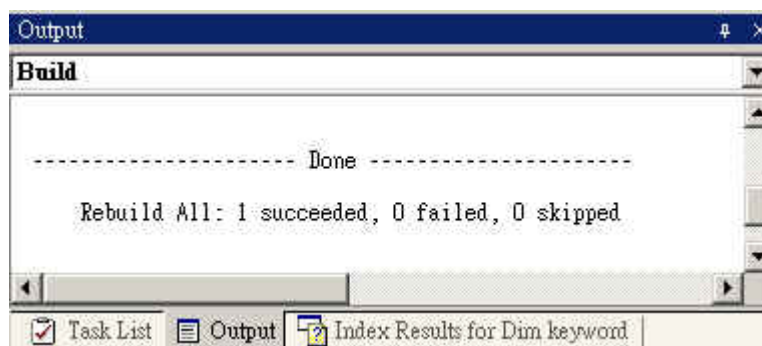 Output
Build
---------------------- Done ----------------------
Rebuild All: 1 succeeded, 0 failed, 0 skipped
Task List Output Index Results for Dim keyword